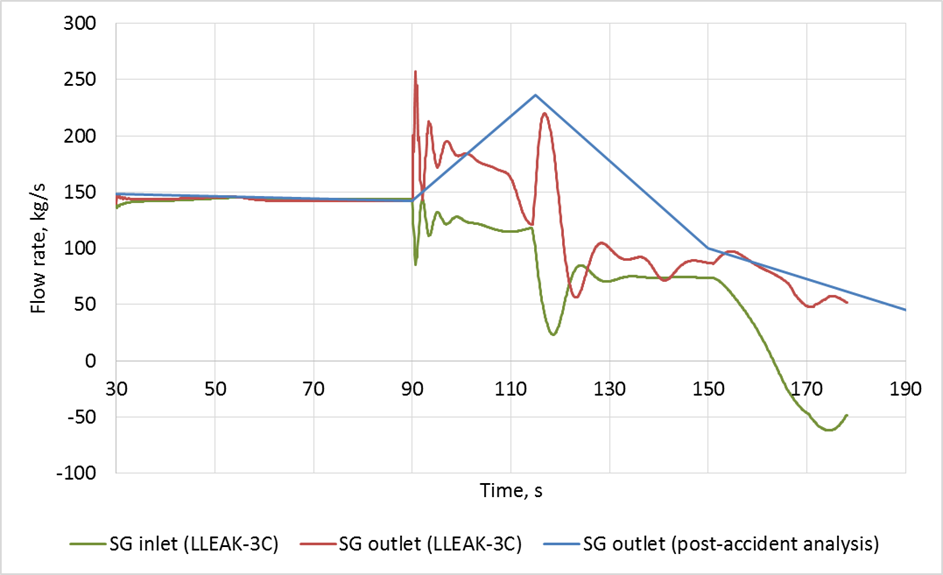 300
250
200
150
100
50
0
-50
-100
30 50 70 90 110 130 150 170 190
Flow rate, kg/s
Time, s
SG inlet (LLEAK-3C) SG outlet (LLEAK-3C) SG outlet (post-accident analysis)